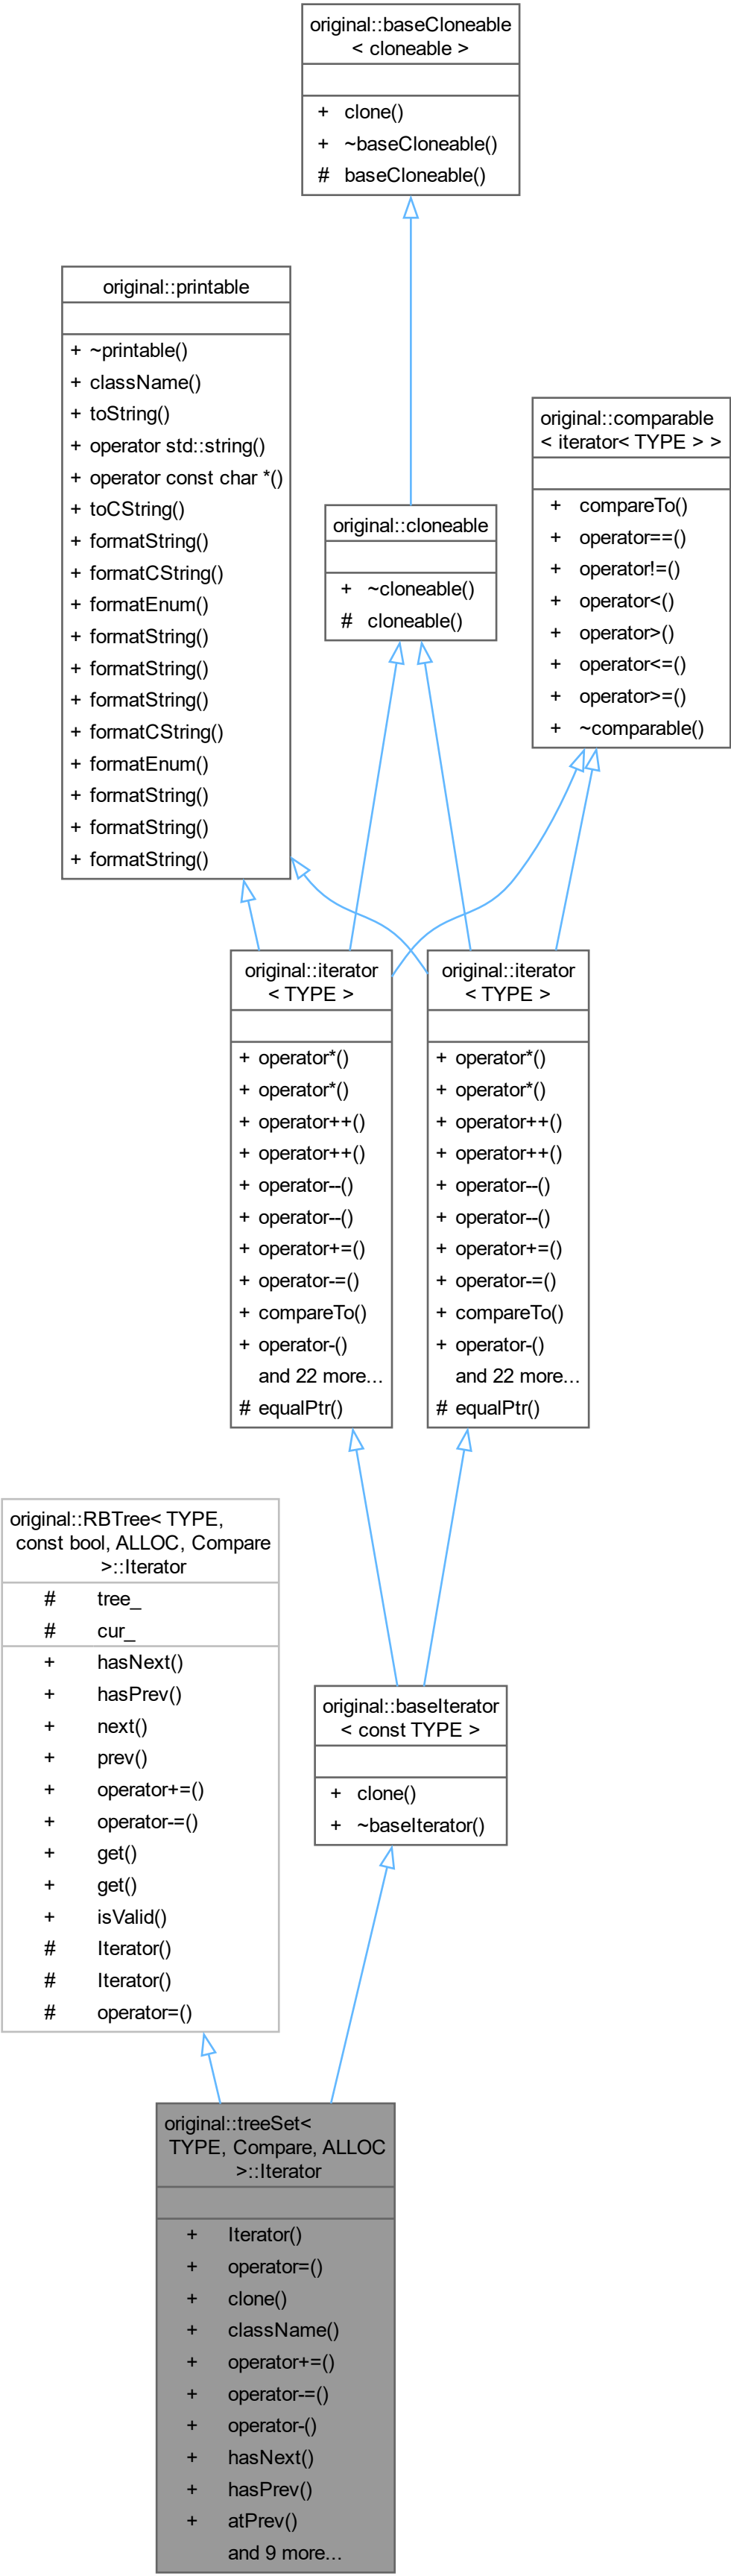 original::baseCloneable
< cloneable >
+ clone()
+ ~baseCloneable()
# baseCloneable()
original::printable
+ ~printable()
+ className()
+ toString()
+ operator std::string()
+ operator const char *()
+ toCString()
+ formatString()
+ formatCString()
+ formatEnum()
+ formatString()
+ formatString()
+ formatString()
+ formatCString()
+ formatEnum()
+ formatString()
+ formatString()
+ formatString()
original::comparable
< iterator< TYPE > >
+ compareTo()
+ operator==()
+ operator!=()
+ operator<()
+ operator>()
+ operator<=()
+ operator>=()
+ ~comparable()
original::cloneable
+ ~cloneable()
# cloneable()
original::iterator
< TYPE >
+ operator*()
+ operator*()
+ operator++()
+ operator++()
+ operator--()
+ operator--()
+ operator+=()
+ operator-=()
+ compareTo()
+ operator-()
and 22 more...
# equalPtr()
original::iterator
< TYPE >
+ operator*()
+ operator*()
+ operator++()
+ operator++()
+ operator--()
+ operator--()
+ operator+=()
+ operator-=()
+ compareTo()
+ operator-()
and 22 more...
# equalPtr()
original::RBTree< TYPE,
const bool, ALLOC, Compare
>::Iterator
# tree_
# cur_
+ hasNext()
+ hasPrev()
+ next()
+ prev()
+ operator+=()
+ operator-=()
+ get()
+ get()
+ isValid()
# Iterator()
# Iterator()
# operator=()
original::baseIterator
< const TYPE >
+ clone()
+ ~baseIterator()
original::treeSet<
TYPE, Compare, ALLOC
>::Iterator
+ Iterator()
+ operator=()
+ clone()
+ className()
+ operator+=()
+ operator-=()
+ operator-()
+ hasNext()
+ hasPrev()
+ atPrev()
and 9 more...